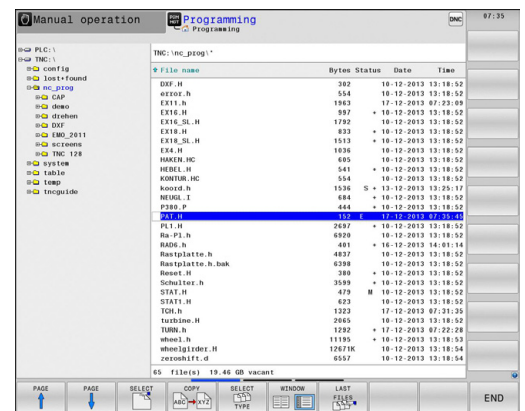 Manual operation
PGM MGT
Programming
Programming
DNC
07:35
PLC:\
TNC:\
config
lost+found
nc_prog
CAP
demo
drehen
DXF
EMO_2011
screens
TNC 128
system
table
temp
tncguide
TNC:\nc_prog\*
File name Bytes Status Date Time
DXF.H 302 10-12-2013 13:18:52
error.h 554 10-12-2013 13:18:52
EX11.h 1963 17-12-2013 07:23:09
EX16.H 997 + 10-12-2013 13:18:52
EX16_SL.H 1792 10-12-2013 13:18:52
EX18.H 833 + 10-12-2013 13:18:52
EX18_SL.H 1513 + 10-12-2013 13:18:52
EX4.H 1036 10-12-2013 13:18:52
HAKEN.HC 605 10-12-2013 13:18:52
HEBEL.H 541 + 10-12-2013 13:18:52
KONTUR.HC 554 10-12-2013 13:18:52
koord.h 1536 S + 13-12-2013 13:25:17
NEUGL.I 684 + 10-12-2013 13:18:52
P380.P 444 + 10-12-2013 13:18:52
PAT.H 152 E 17-12-2013 07:35:45
PL1.H 2697 + 10-12-2013 13:18:52
Ra-Pl.h 6920 10-12-2013 13:18:52
RAD6.h 401 + 16-12-2013 14:01:14
Rastplatte.h 4837 10-12-2013 13:18:52
Rastplatte.h.bak 6398 10-12-2013 13:18:52
Reset.H 380 + 10-12-2013 13:18:52
Schulter.h 3599 + 10-12-2013 13:18:52
STAT.H 479 M 10-12-2013 13:18:52
STAT1.H 623 10-12-2013 13:18:52
TCH.h 1323 17-12-2013 07:31:35
turbine.H 2065 10-12-2013 13:18:52
TURN.h 1292 + 17-12-2013 07:22:28
wheel.h 11195 + 10-12-2013 13:18:53
wheelgirder.H 12671K 10-12-2013 13:18:54
zeroshift.d 6557 10-12-2013 13:18:54
65 file(s) 19.46 GB vacant
PAGE
PAGE
SELECT
COPY
ABC XYZ
SELECT
TYPE
WINDOW
LAST
FILES
END